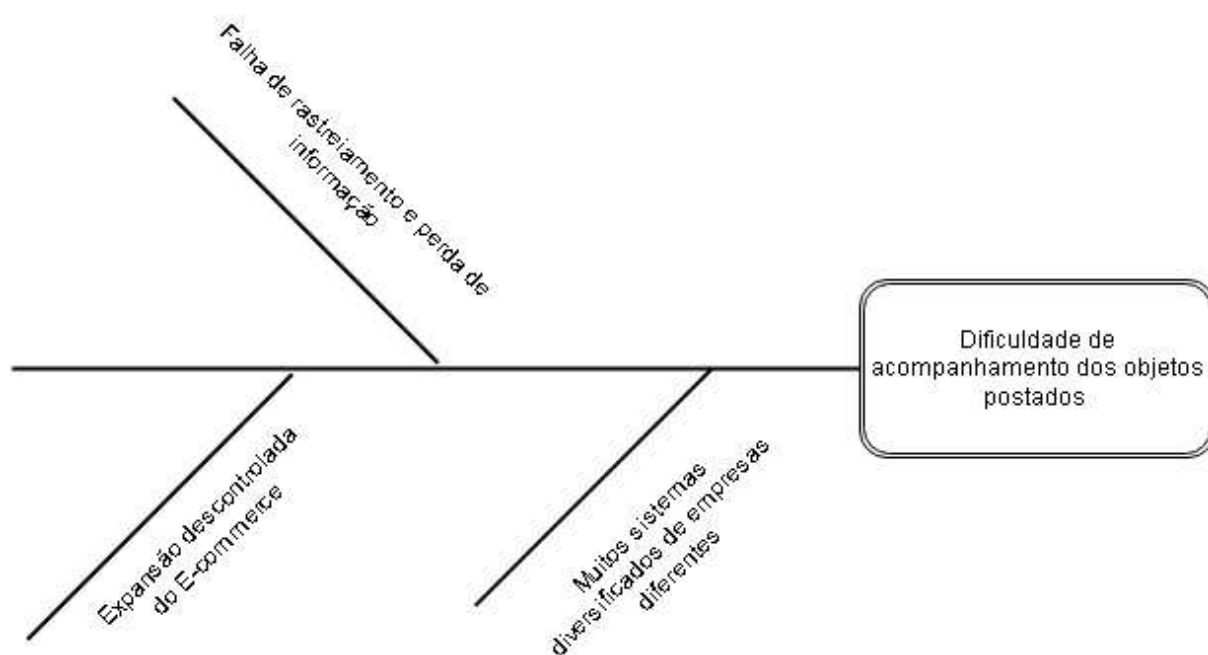 Falha de rastreiamento e perda de
informação
Dificuldade de
acompanhamento dos objetos
postados
Expansão descontrolada
do E-commerce
Muitos sistemas
diversificados de empresas
diferentes